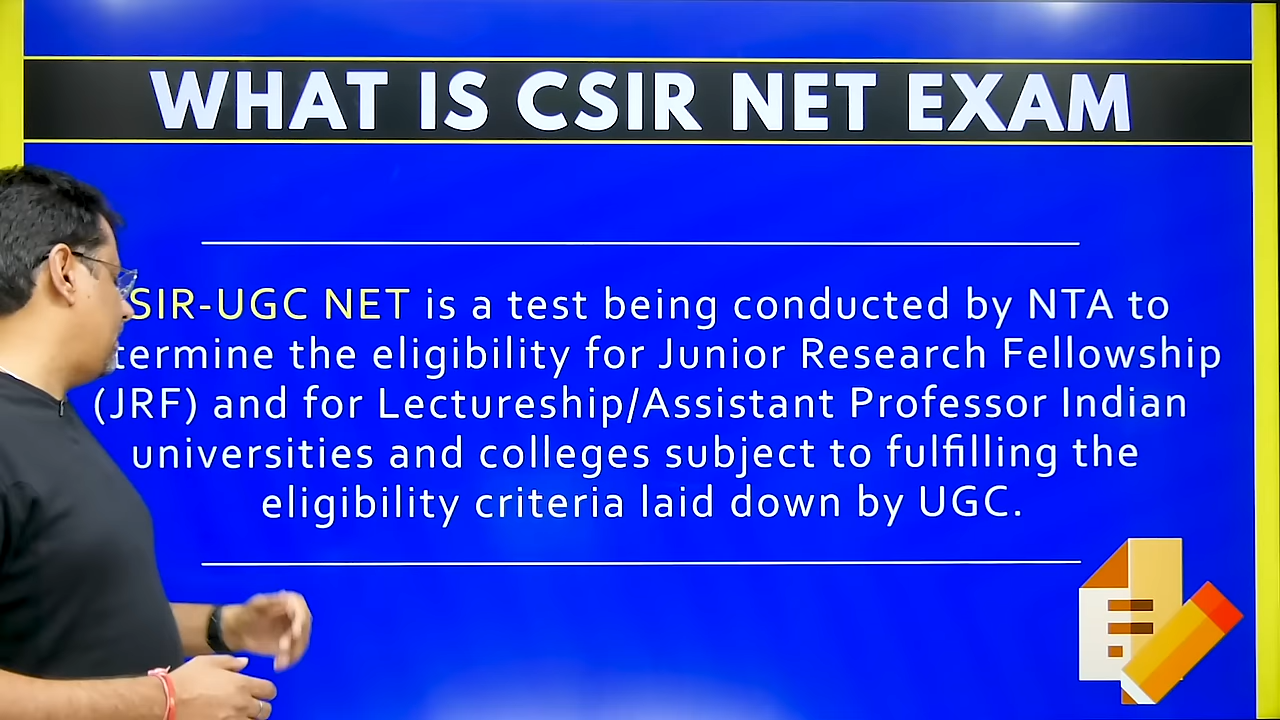 WHAT IS CSIR NET EXAM
SIR-UGC NET is a test being conducted by NTA to
termine the eligibility for Junior Research Fellowship
(JRF) and for Lectureship/Assistant Professor Indian
universities and colleges subject to fulfilling the
eligibility criteria laid down by UGC.